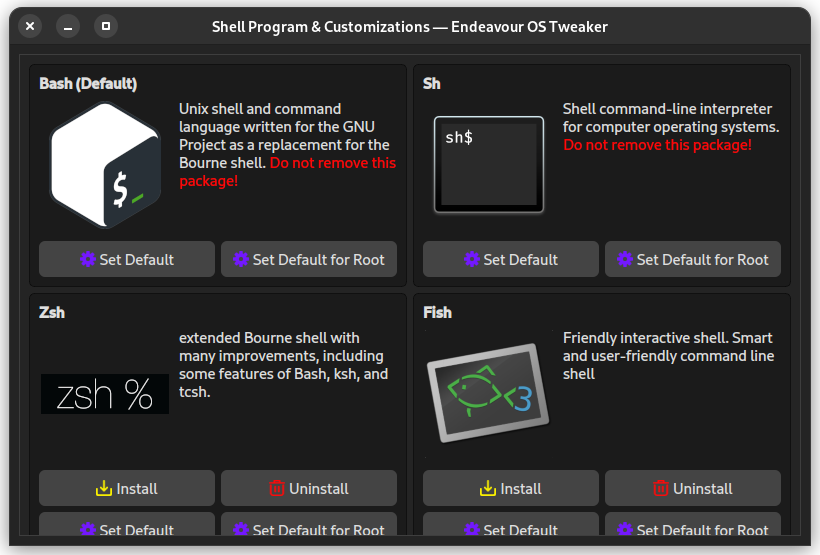 Shell Program & Customizations — Endeavour OS Tweaker
Bash (Default)
Unix shell and command
language written for the GNU
Project as a replacement for the
Bourne shell. Do not remove this
package!
$_
Set Default
Set Default for Root
Sh
Shell command-line interpreter
for computer operating systems.
Do not remove this package!
sh$
Set Default
Set Default for Root
Zsh
extended Bourne shell with
many improvements, including
some features of Bash, ksh, and
tcsh.
zsh %
Install
Uninstall
Set Default
Set Default for Root
Fish
Friendly interactive shell. Smart
and user-friendly command line
shell
3
Install
Uninstall
Set Default
Set Default for Root